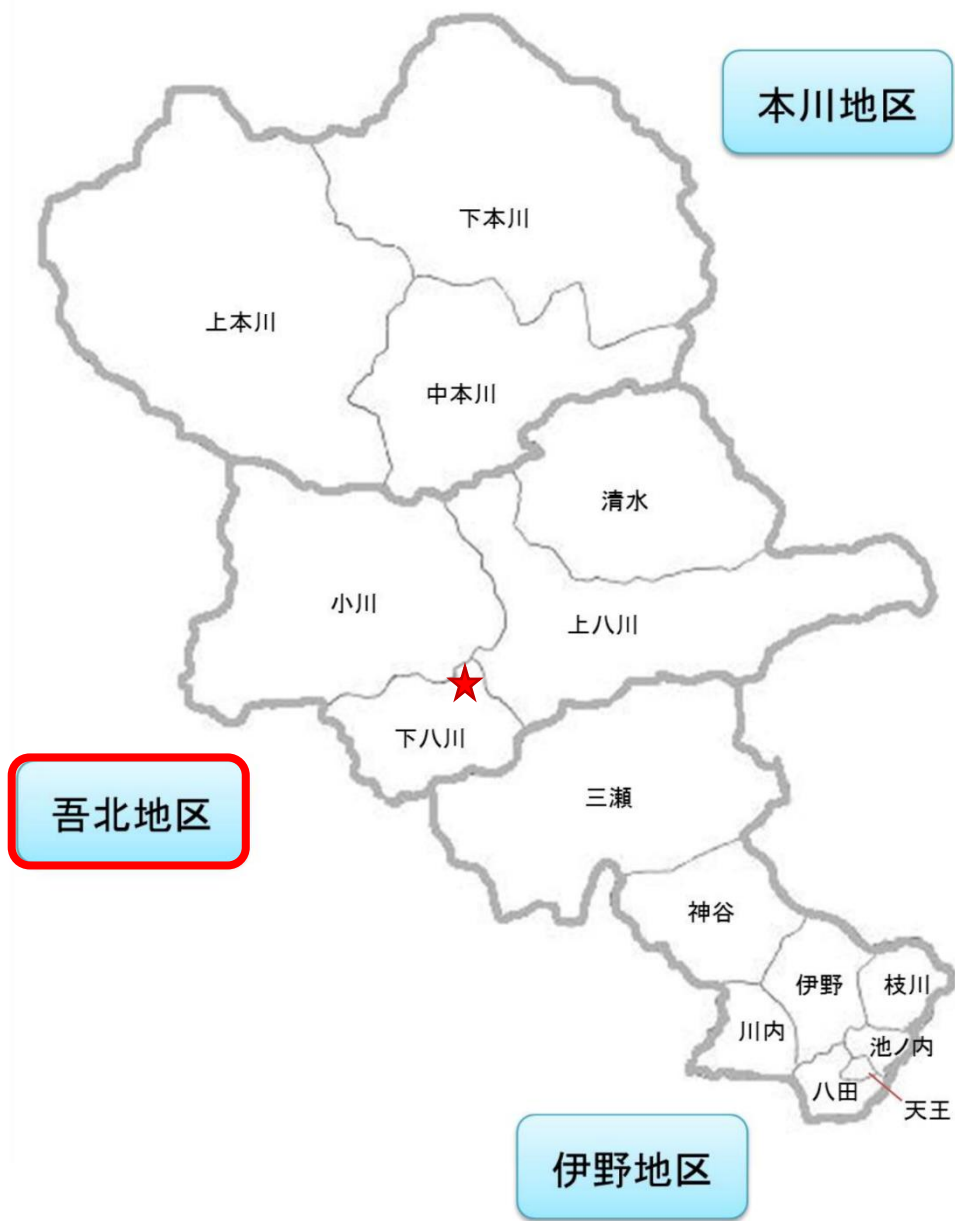 本川地区
下本川
上本川
中本川
清水
小川
上八川
下八川
吾北地区
三瀬
神谷
伊野
枝川
川内
池ノ内
八田
天王
伊野地区